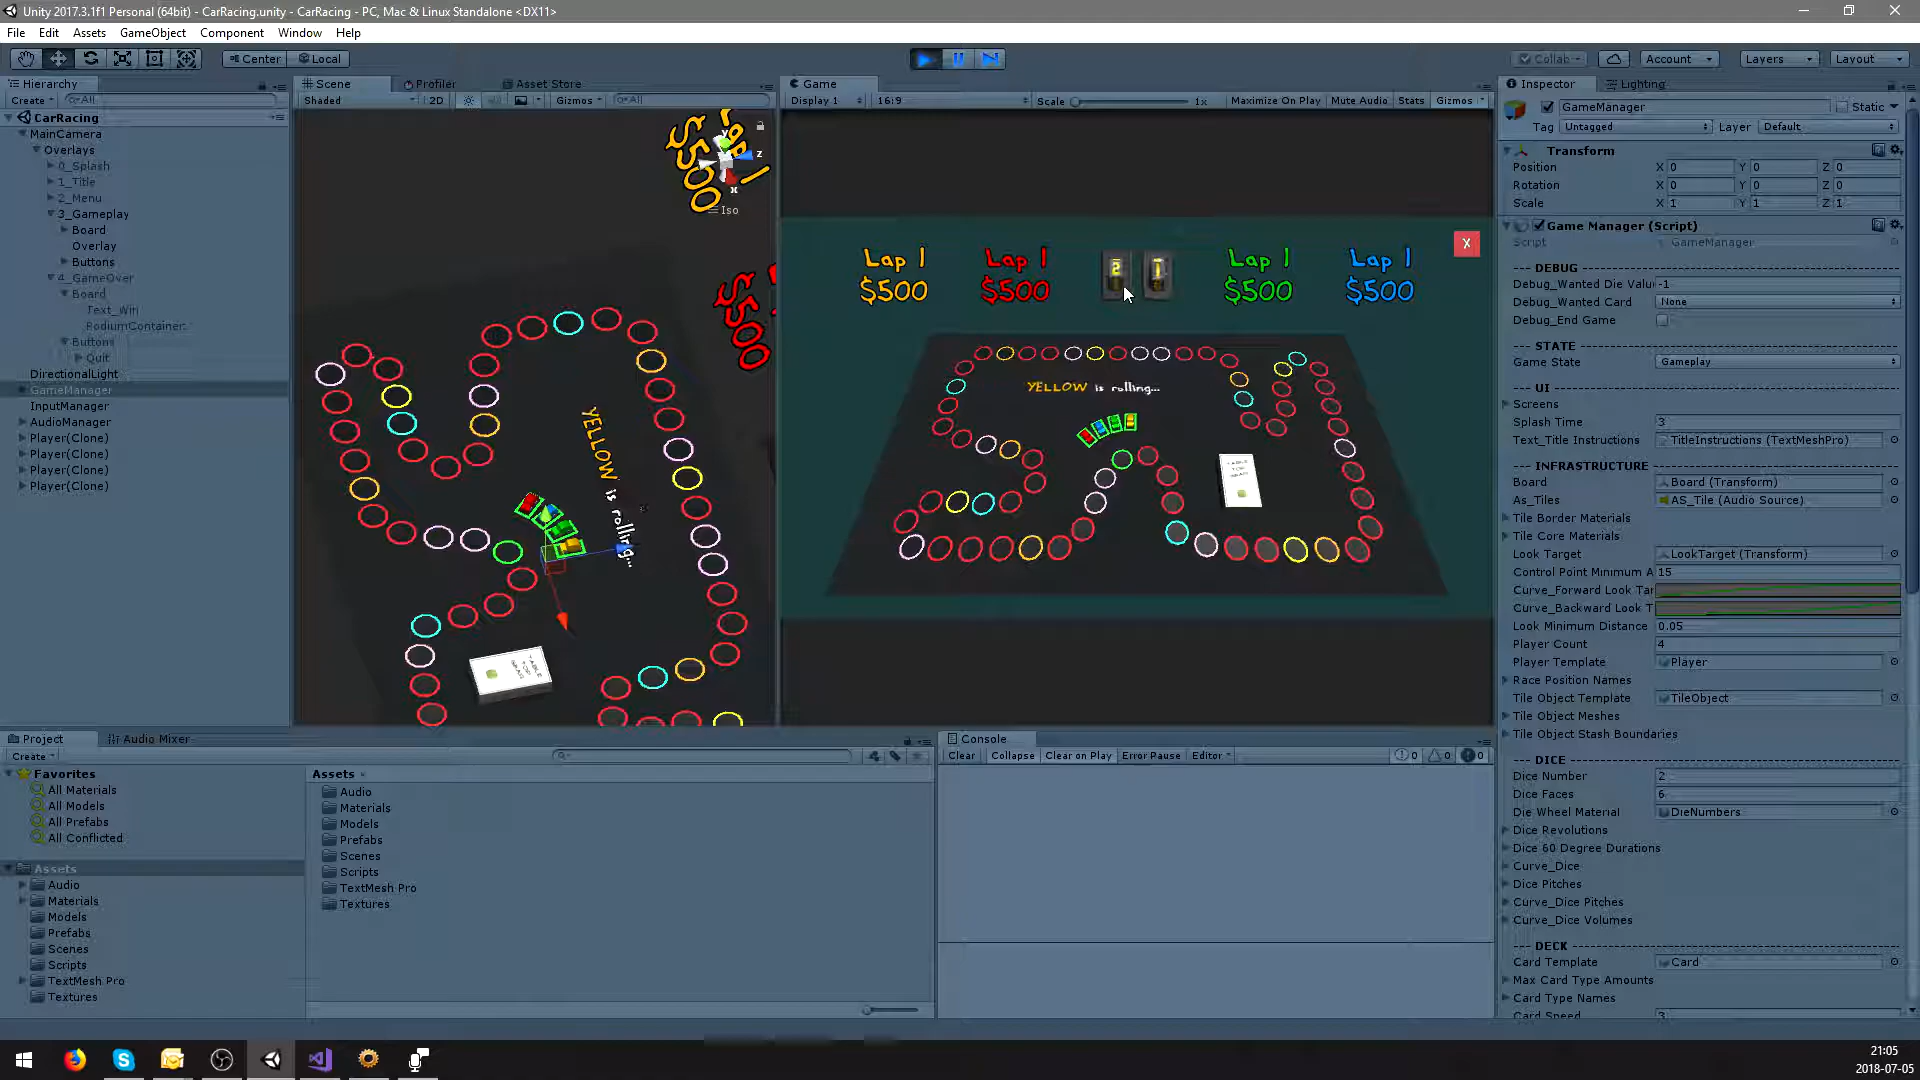 Unity 2017.3.1f1 Personal (64bit) - CarRacing.unity - CarRacing - PC, Mac & Linux Standalone <DX11>
File Edit Assets GameObject Component Window Help
Center Local Collab Account Layers Layout
Hierarchy
Create All
CarRacing
MainCamera
Overlays
0_Splash
1_Title
2_Menu
3_Gameplay
Board
Overlay
Buttons
4_GameOver
Board
Text_Win
PodiumContainer
Buttons
Quit
DirectionalLight
GameManager
InputManager
AudioManager
Player(Clone)
Player(Clone)
Player(Clone)
Player(Clone)
Scene Profiler Asset Store
Shaded 2D Gizmos All
$500
y
z
x
Iso
$500
YELLOW is rolling...
Game
Display 1 16:9 Scale 1x Maximize On Play Mute Audio Stats Gizmos
X
Lap 1 Lap 1 2 1 Lap 1 Lap 1
$500 $500 $500 $500
YELLOW is rolling...
Inspector Lighting
GameManager Static
Tag Untagged Layer Default
Transform
Position X 0 Y 0 Z 0
Rotation X 0 Y 0 Z 0
Scale X 1 Y 1 Z 1
Game Manager (Script)
Script GameManager
--- DEBUG
Debug_Wanted Die Valu -1
Debug_Wanted Card None
Debug_End Game
--- STATE
Game State Gameplay
--- UI
Screens
Splash Time 3
Text_Title Instructions TitleInstructions (TextMeshPro)
--- INFRASTRUCTURE
Board Board (Transform)
As_Tiles AS_Tile (Audio Source)
Tile Border Materials
Tile Core Materials
Look Target LookTarget (Transform)
Control Point Minimum A 15
Curve_Forward Look Tar
Curve_Backward Look T
Look Minimum Distance 0.05
Player Count 4
Player Template Player
Race Position Names
Tile Object Template TileObject
Tile Object Meshes
Tile Object Stash Boundaries
--- DICE
Dice Number 2
Dice Faces 6
Die Wheel Material DieNumbers
Dice Revolutions
Dice 60 Degree Durations
Curve_Dice
Dice Pitches
Curve_Dice Pitches
Curve_Dice Volumes
--- DECK
Card Template Card
Max Card Type Amounts
Card Type Names
Card Speed 3
Project Audio Mixer
Create
Favorites
All Materials
All Models
All Prefabs
All Conflicted
Assets
Audio
Materials
Models
Prefabs
Scenes
Scripts
TextMesh Pro
Textures
Assets
Audio
Materials
Models
Prefabs
Scenes
Scripts
TextMesh Pro
Textures
Console
Clear Collapse Clear on Play Error Pause Editor 0 0 0
21:05
2018-07-05